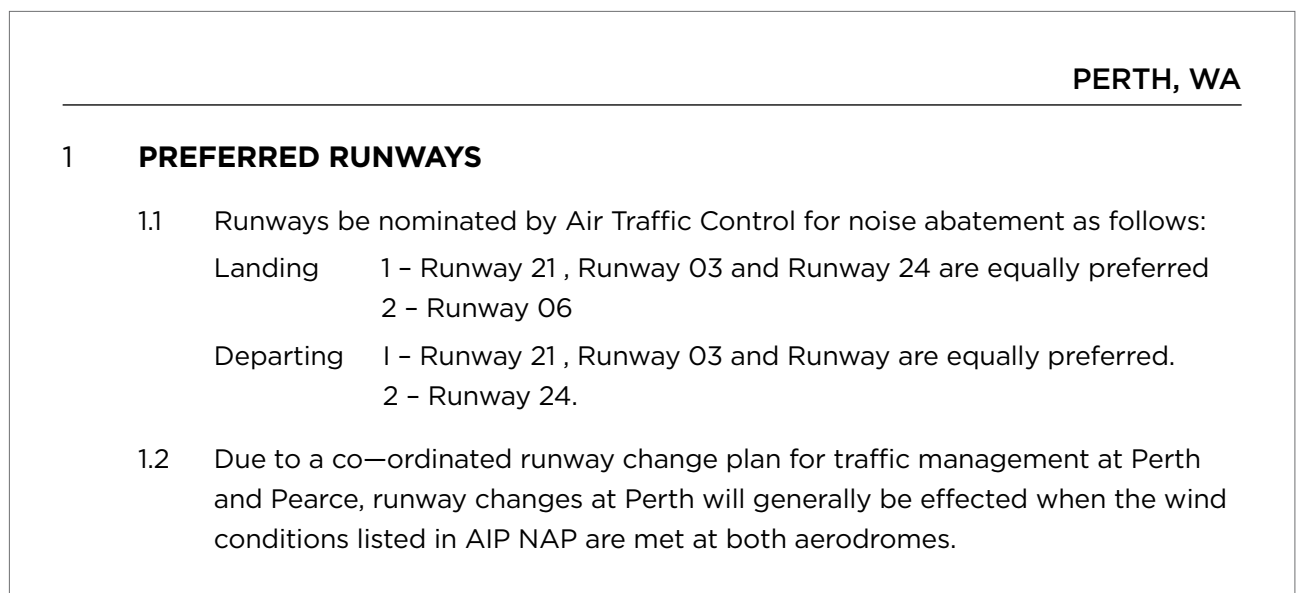 PERTH, WA
1 PREFERRED RUNWAYS
1.1 Runways be nominated by Air Traffic Control for noise abatement as follows:
Landing 1 – Runway 21 , Runway 03 and Runway 24 are equally preferred
2 – Runway 06
Departing I – Runway 21 , Runway 03 and Runway are equally preferred.
2 – Runway 24.
1.2 Due to a co—ordinated runway change plan for traffic management at Perth
and Pearce, runway changes at Perth will generally be effected when the wind
conditions listed in AIP NAP are met at both aerodromes.